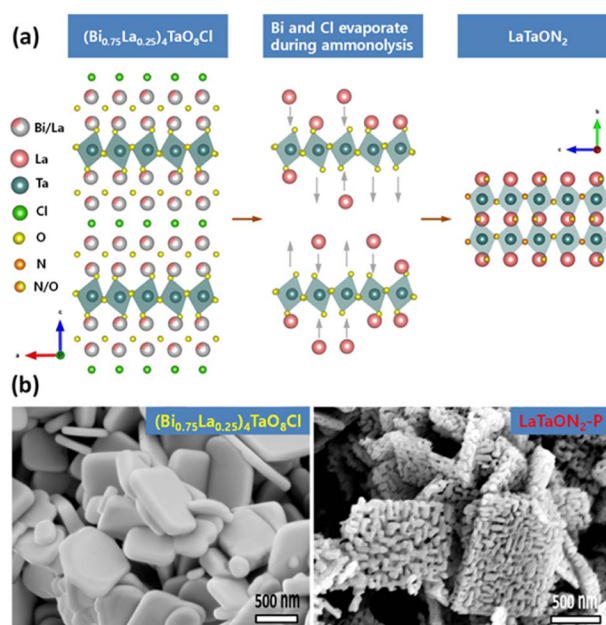 (a)
(Bi0.75La0.25)4TaO8Cl
Bi and Cl evaporate
during ammonolysis
LaTaON2
Bi/La
La
Ta
Cl
O
N
N/O
c
a
b
c
(b)
(Bi0.75La0.25)4TaO8Cl
500 nm
LaTaON2-P
500 nm